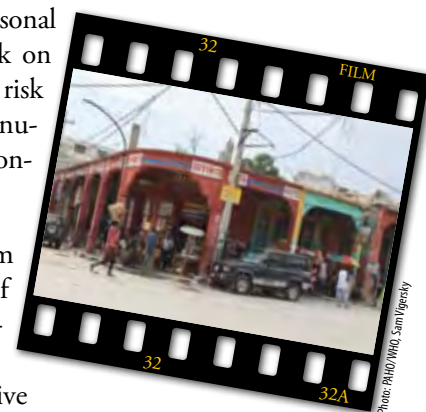 sonal
k on
risk
nu-
on-
m
f
-
ive
32
FILM
32
32A
Photo: PAHO/WHO, Sam Vigersky